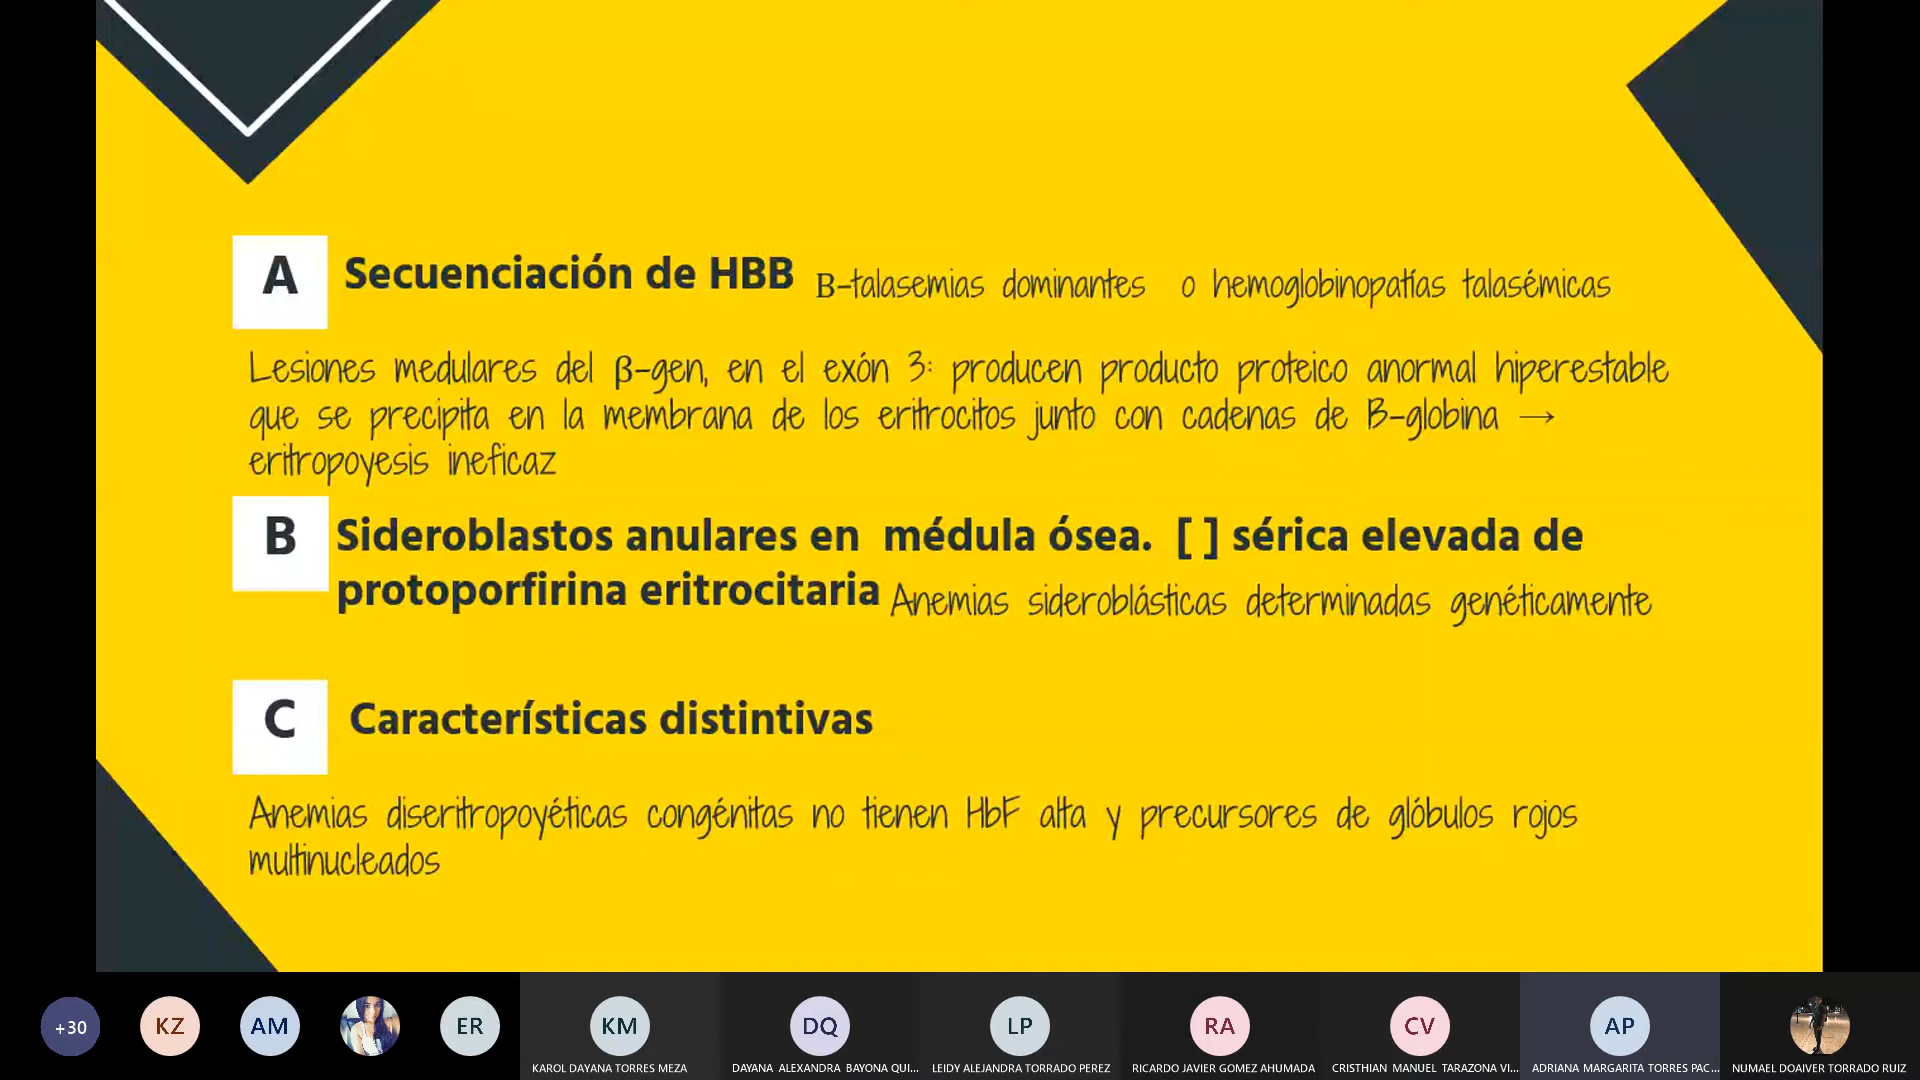 A
Secuenciación de HBB Β-talasemias dominantes o hemoglobinopatías talasémicas
Lesiones medulares del β-gen, en el exón 3: producen producto proteico anormal hiperestable
que se precipita en la membrana de los eritrocitos junto con cadenas de B-globina →
eritropoyesis ineficaz
B
Sideroblastos anulares en médula ósea. [ ] sérica elevada de
protoporfirina eritrocitaria Anemias sideroblásticas determinadas genéticamente
C
Características distintivas
Anemias diseritropoyéticas congénitas no tienen HbF alta y precursores de glóbulos rojos
multinucleados
+30
KZ
AM
ER
KM
DQ
LP
RA
CV
AP
KAROL DAYANA TORRES MEZA
DAYANA ALEXANDRA BAYONA QUI...
LEIDY ALEJANDRA TORRADO PEREZ
RICARDO JAVIER GOMEZ AHUMADA
CRISTHIAN MANUEL TARAZONA VI...
ADRIANA MARGARITA TORRES PAC...
NUMAEL DOAIVER TORRADO RUIZ